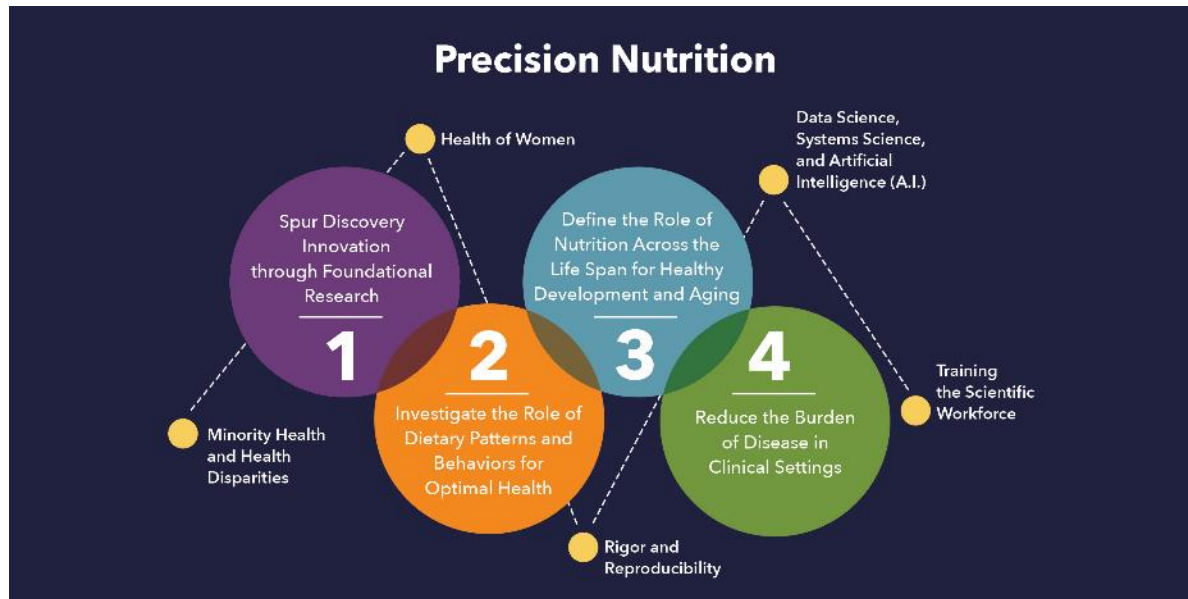 Precision Nutrition
Health of Women
Data Science,
Systems Science,
and Artificial
Intelligence (A.I.)
Spur Discovery
Innovation
through Foundational
Research
1
2
Investigate the Role of
Dietary Patterns and
Behaviors for
Optimal Health
Define the Role of
Nutrition Across the
Life Span for Healthy
Development and Aging
3
4
Reduce the Burden
of Disease in
Clinical Settings
Training
the Scientific
Workforce
Minority Health
and Health
Disparities
Rigor and
Reproducibility